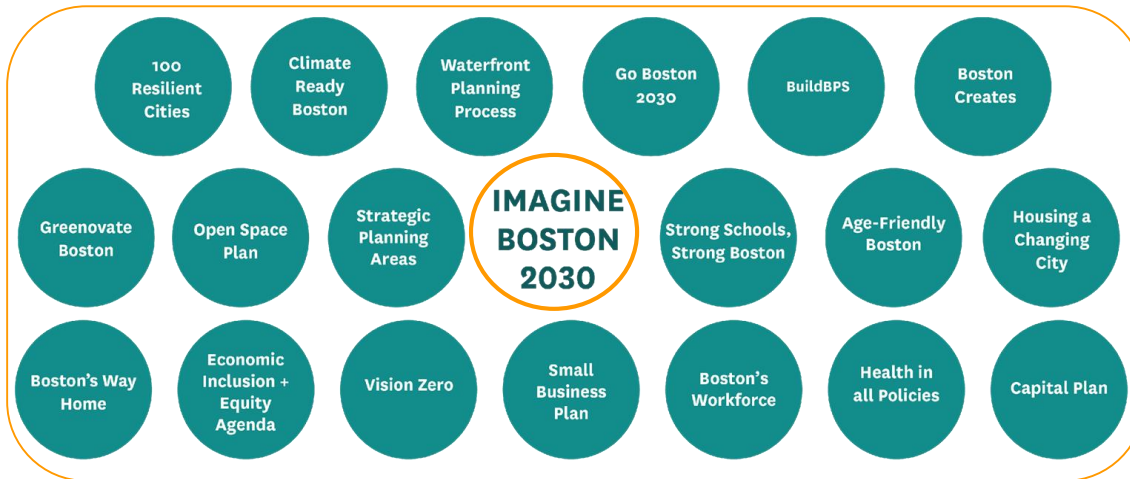 100
Resilient
Cities
Climate
Ready
Boston
Waterfront
Planning
Process
Go Boston
2030
BuildBPS
Boston
Creates
Greenovate
Boston
Open Space
Plan
Strategic
Planning
Areas
IMAGINE
BOSTON
2030
Strong Schools,
Strong Boston
Age-Friendly
Boston
Housing a
Changing
City
Boston's Way
Home
Economic
Inclusion +
Equity
Agenda
Vision Zero
Small
Business
Plan
Boston's
Workforce
Health in
all Policies
Capital Plan